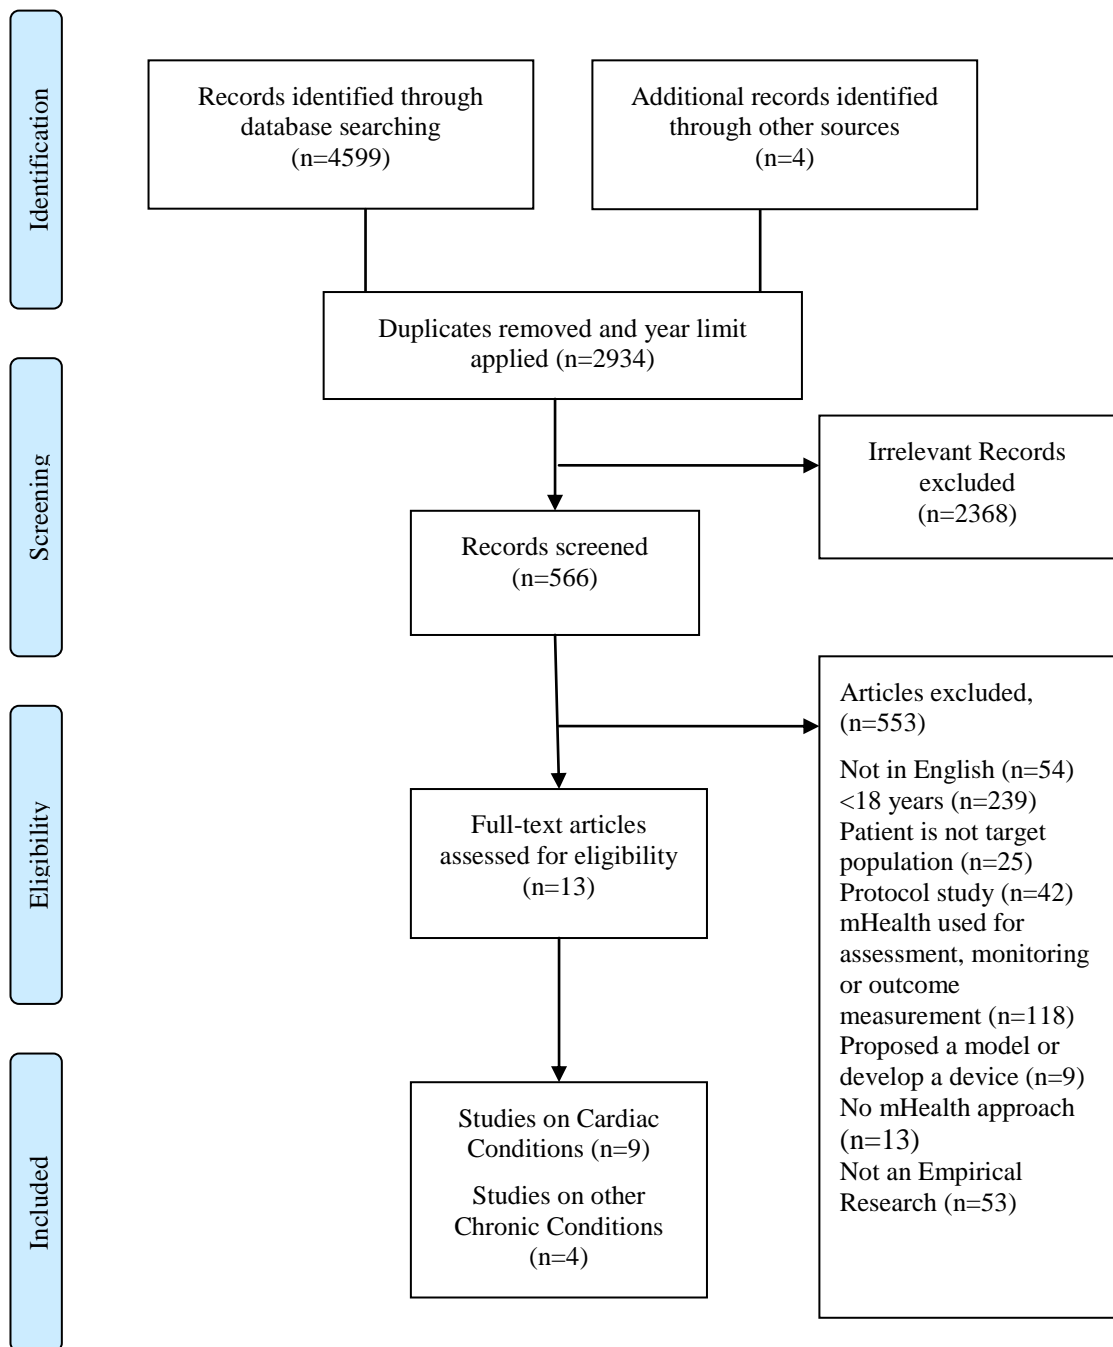 Identification
Records identified through
database searching
(n=4599)
Additional records identified
through other sources
(n=4)
Duplicates removed and year limit
applied (n=2934)
Screening
Irrelevant Records
excluded
(n=2368)
Records screened
(n=566)
Eligibility
Full-text articles
assessed for eligibility
(n=13)
Articles excluded,
(n=553)
Not in English (n=54)
<18 years (n=239)
Patient is not target
population (n=25)
Protocol study (n=42)
mHealth used for
assessment, monitoring
or outcome
measurement (n=118)
Proposed a model or
develop a device (n=9)
No mHealth approach
(n=13)
Not an Empirical
Research (n=53)
Included
Studies on Cardiac
Conditions (n=9)
Studies on other
Chronic Conditions
(n=4)